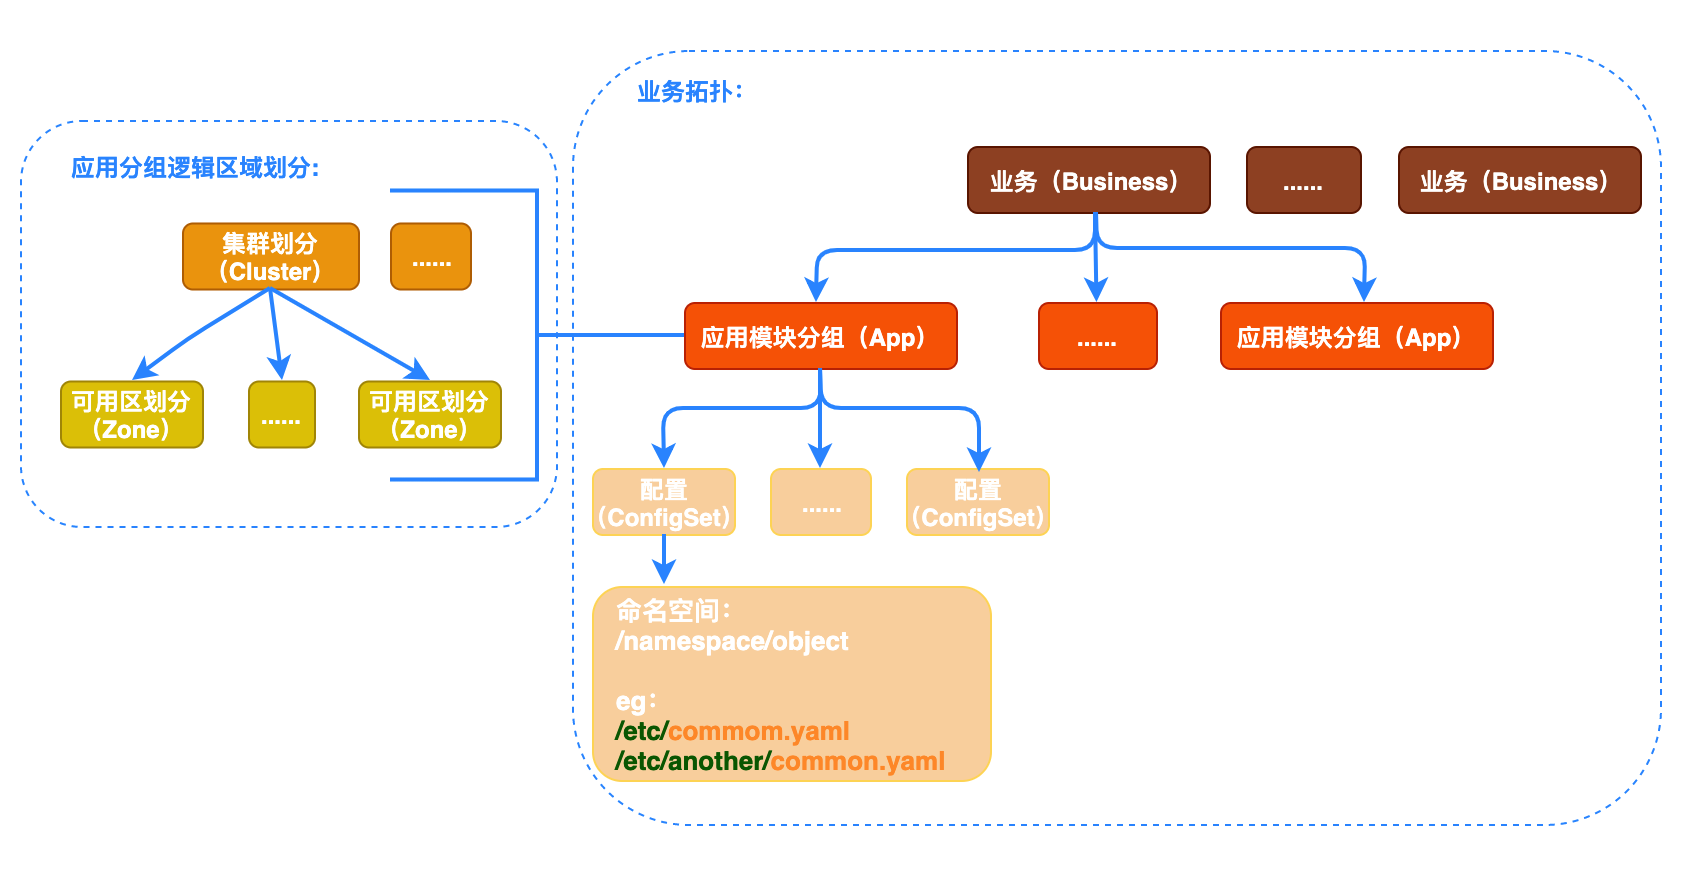 业务拓扑：
应用分组逻辑区域划分:
业务（Business）
......
业务（Business）
集群划分
（Cluster）
......
应用模块分组（App）
......
应用模块分组（App）
可用区划分
（Zone）
......
可用区划分
（Zone）
配置
（ConfigSet）
......
配置
（ConfigSet）
命名空间：
/namespace/object
eg：
/etc/commom.yaml
/etc/another/common.yaml